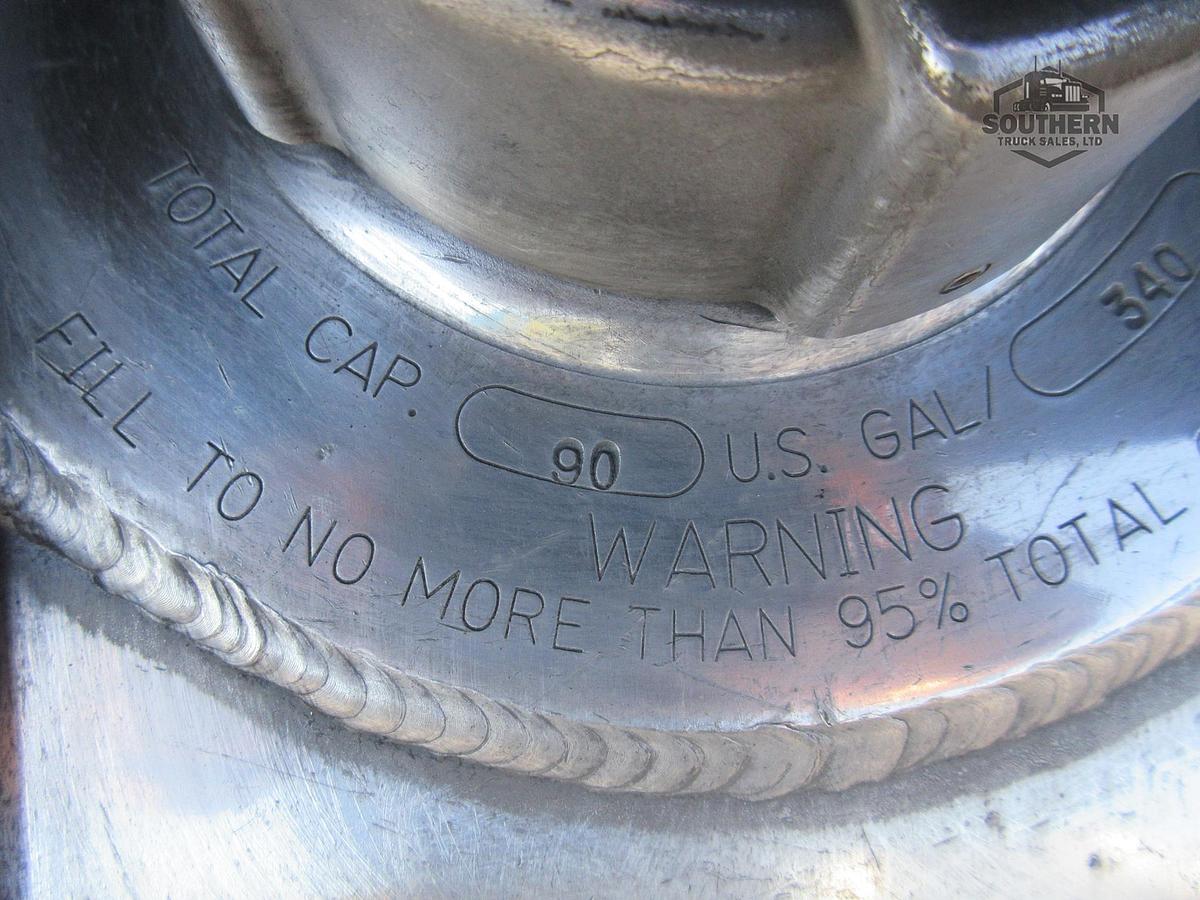 SOUTHERN
TRUCK SALES, LTD
TOTAL CAP. 90 U.S. GAL/ 340
WARNING
FILL TO NO MORE THAN 95% TOTAL